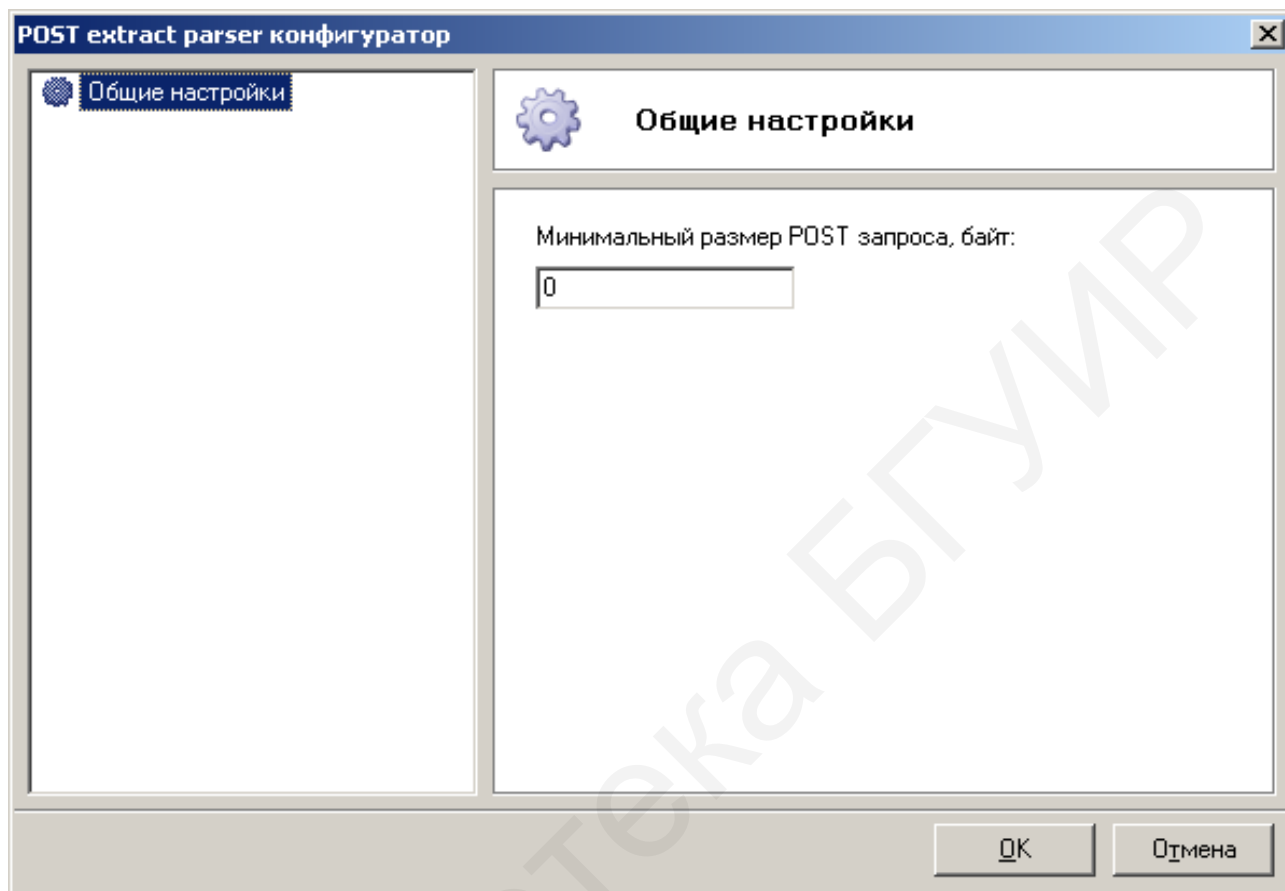 POST extract parser конфигуратор
Общие настройки
Общие настройки
Минимальный размер POST запроса, байт:
0
OK
Отмена
тека БГУИР